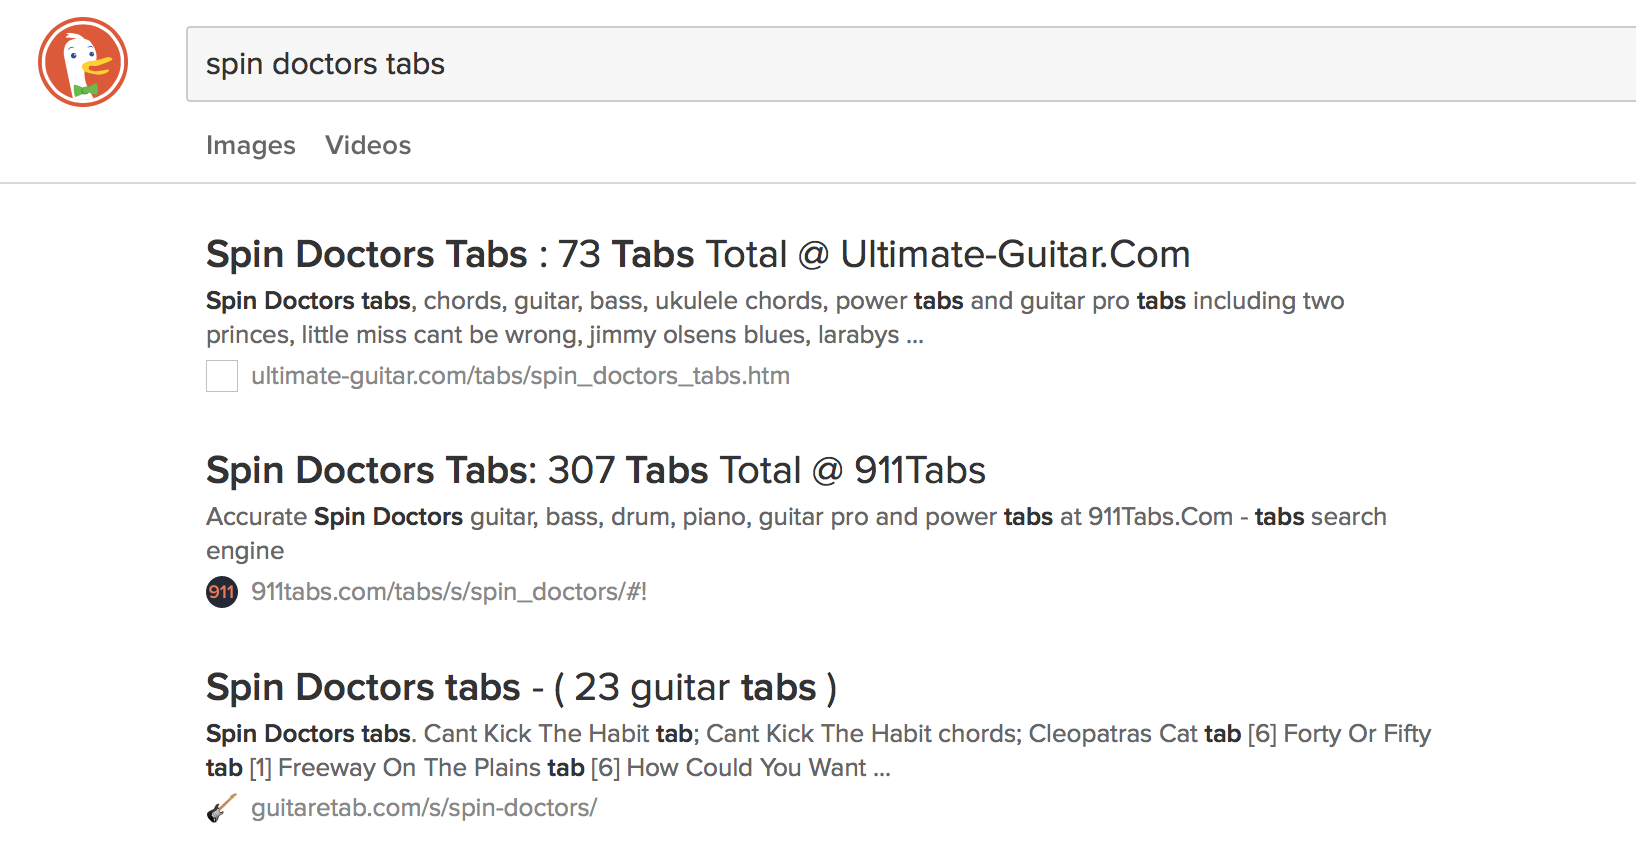 spin doctors tabs
Images Videos
Spin Doctors Tabs : 73 Tabs Total @ Ultimate-Guitar.Com
Spin Doctors tabs, chords, guitar, bass, ukulele chords, power tabs and guitar pro tabs including two
princes, little miss cant be wrong, jimmy olsens blues, larabys ...
ultimate-guitar.com/tabs/spin_doctors_tabs.htm
Spin Doctors Tabs: 307 Tabs Total @ 911Tabs
Accurate Spin Doctors guitar, bass, drum, piano, guitar pro and power tabs at 911Tabs.Com - tabs search
engine
911 911tabs.com/tabs/s/spin_doctors/#!
Spin Doctors tabs - ( 23 guitar tabs )
Spin Doctors tabs. Cant Kick The Habit tab; Cant Kick The Habit chords; Cleopatras Cat tab [6] Forty Or Fifty
tab [1] Freeway On The Plains tab [6] How Could You Want ...
guitaretab.com/s/spin-doctors/